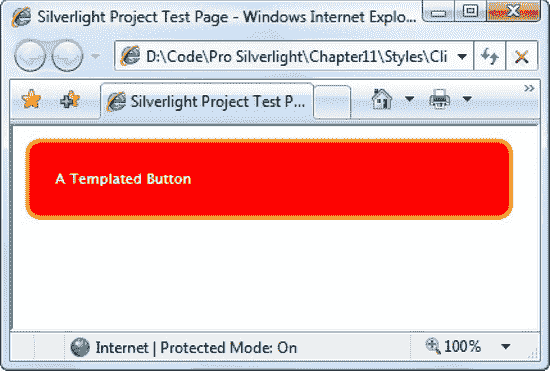 Silverlight Project Test Page - Windows Internet Explo...
D:\Code\Pro Silverlight\Chapter11\Styles\Cli
Silverlight Project Test P...
A Templated Button
Internet | Protected Mode: On
100%